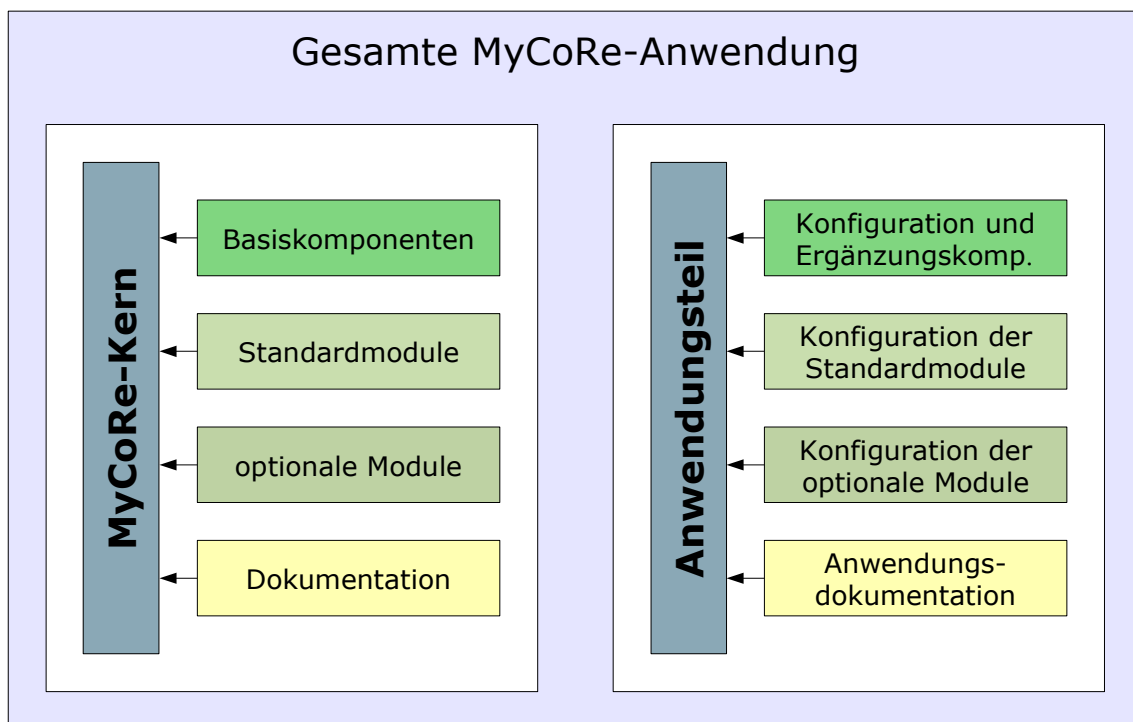 Gesamte MyCoRe-Anwendung
MyCoRe-Kern
Basiskomponenten
Standardmodule
optionale Module
Dokumentation
Anwendungsteil
Konfiguration und
Ergänzungskomp.
Konfiguration der
Standardmodule
Konfiguration der
optionale Module
Anwendungs-
dokumentation